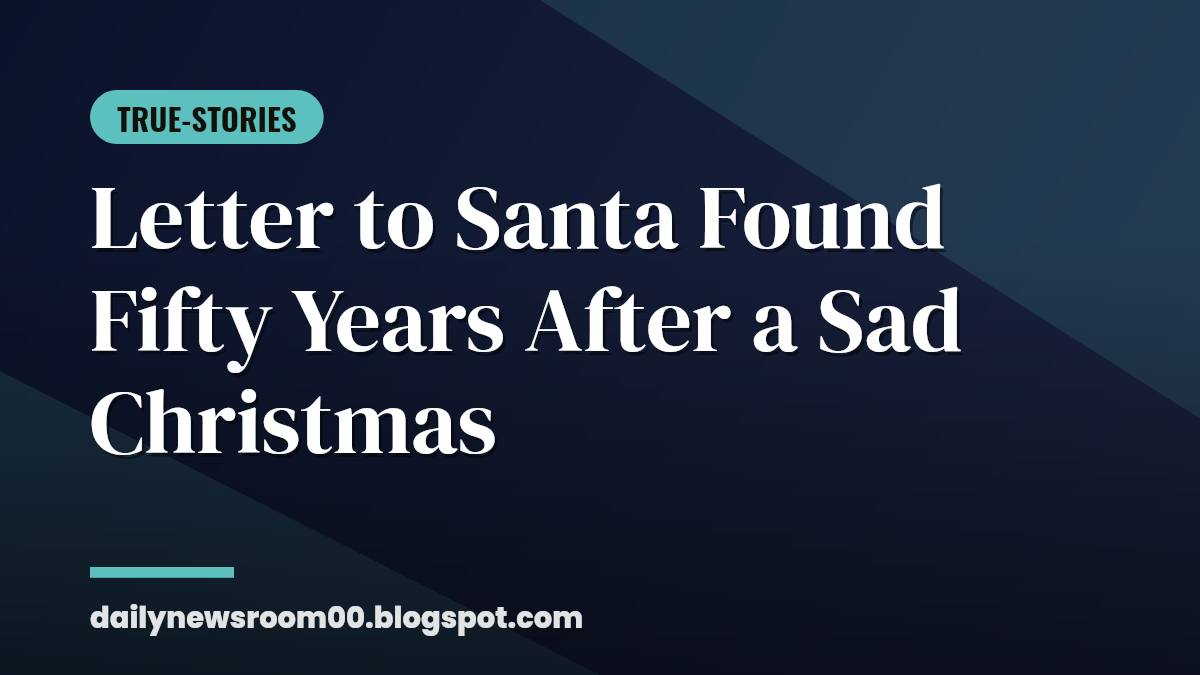 TRUE-STORIES
Letter to Santa Found
Fifty Years After a Sad
Christmas
dailynewsroom00.blogspot.com